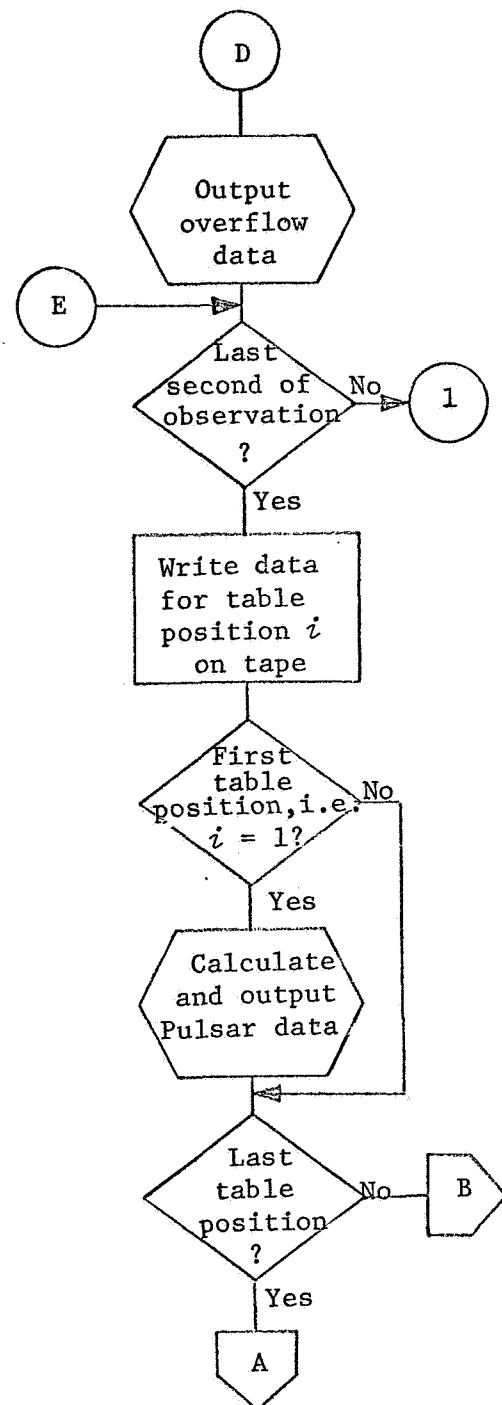 D
Output
overflow
data
E
Last
second of
observation
?
No
1
Yes
Write data
for table
position i
on tape
First
table
position,i.e.
i = 1?
No
Yes
Calculate
and output
Pulsar data
Last
table
position
?
No
B
Yes
A